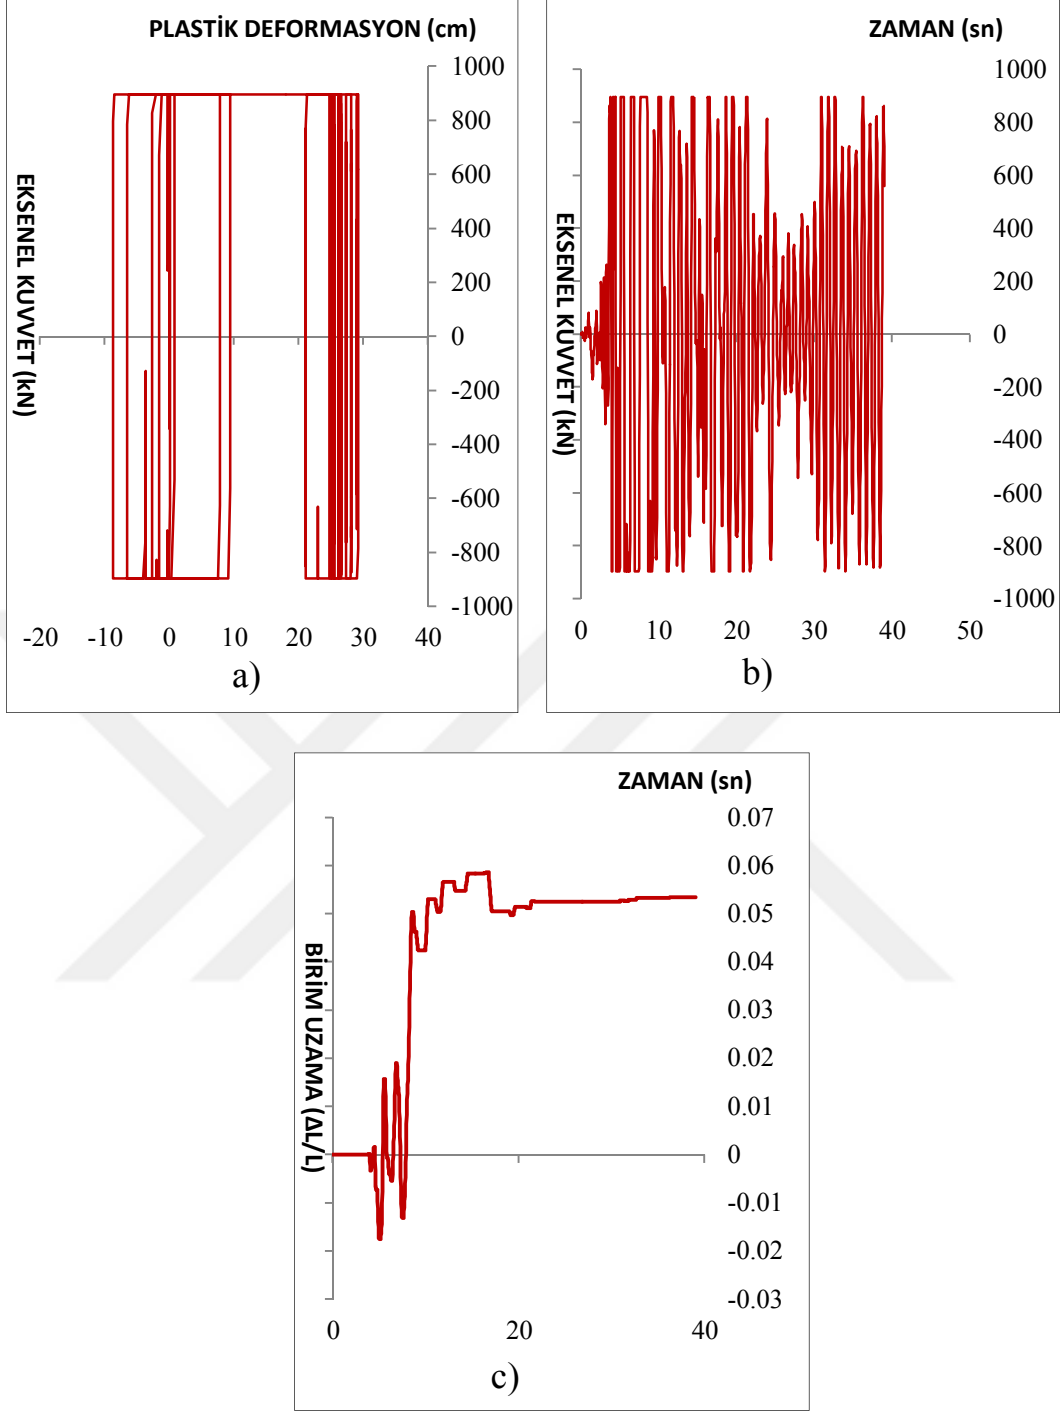 PLASTİK DEFORMASYON (cm)
EKSENEL KUVVET (kN)
1000
800
600
400
200
0
-200
-400
-600
-800
-1000
-20 -10 0 10 20 30 40
a)
ZAMAN (sn)
EKSENEL KUVVET (kN)
1000
800
600
400
200
0
-200
-400
-600
-800
-1000
0 10 20 30 40 50
b)
ZAMAN (sn)
BİRİM UZAMA (ΔL/L)
0.07
0.06
0.05
0.04
0.03
0.02
0.01
0
-0.01
-0.02
-0.03
0 20 40
c)